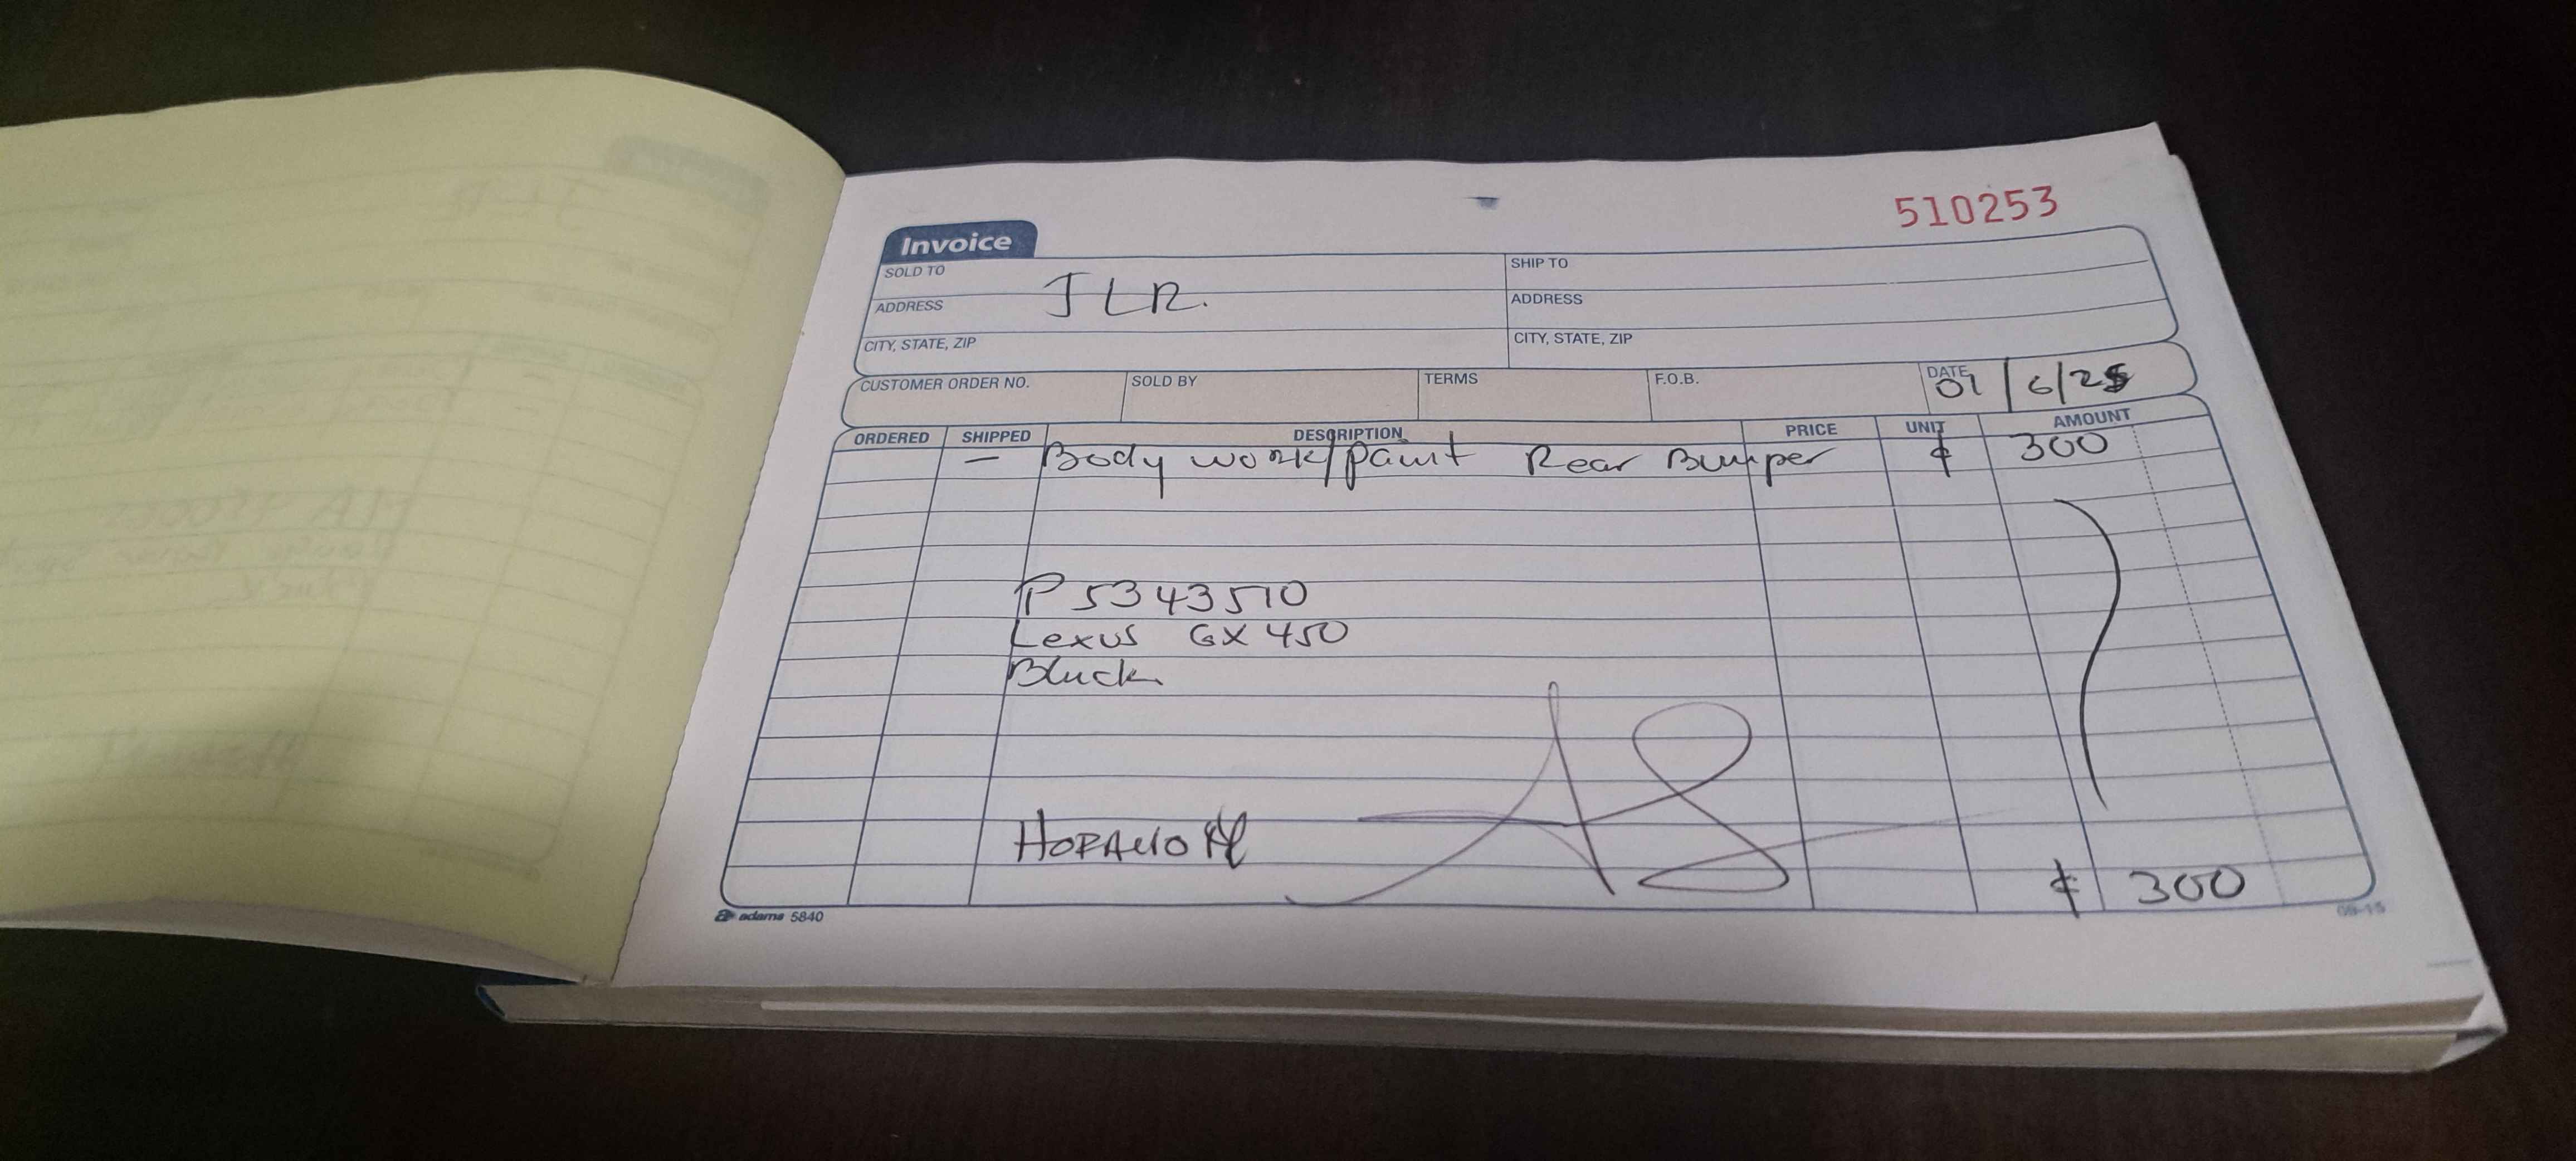 510253
Invoice
SOLD TO
SHIP TO
JLR.
ADDRESS
ADDRESS
CITY, STATE, ZIP
CITY, STATE, ZIP
CUSTOMER ORDER NO. SOLD BY TERMS F.O.B. DATE 01/6/25
ORDERED SHIPPED DESCRIPTION PRICE UNIT AMOUNT
— Body work/paint Rear Bumper $ 300
P5343510
Lexus GX 450
Black
$ 300
adams 5840
09-15